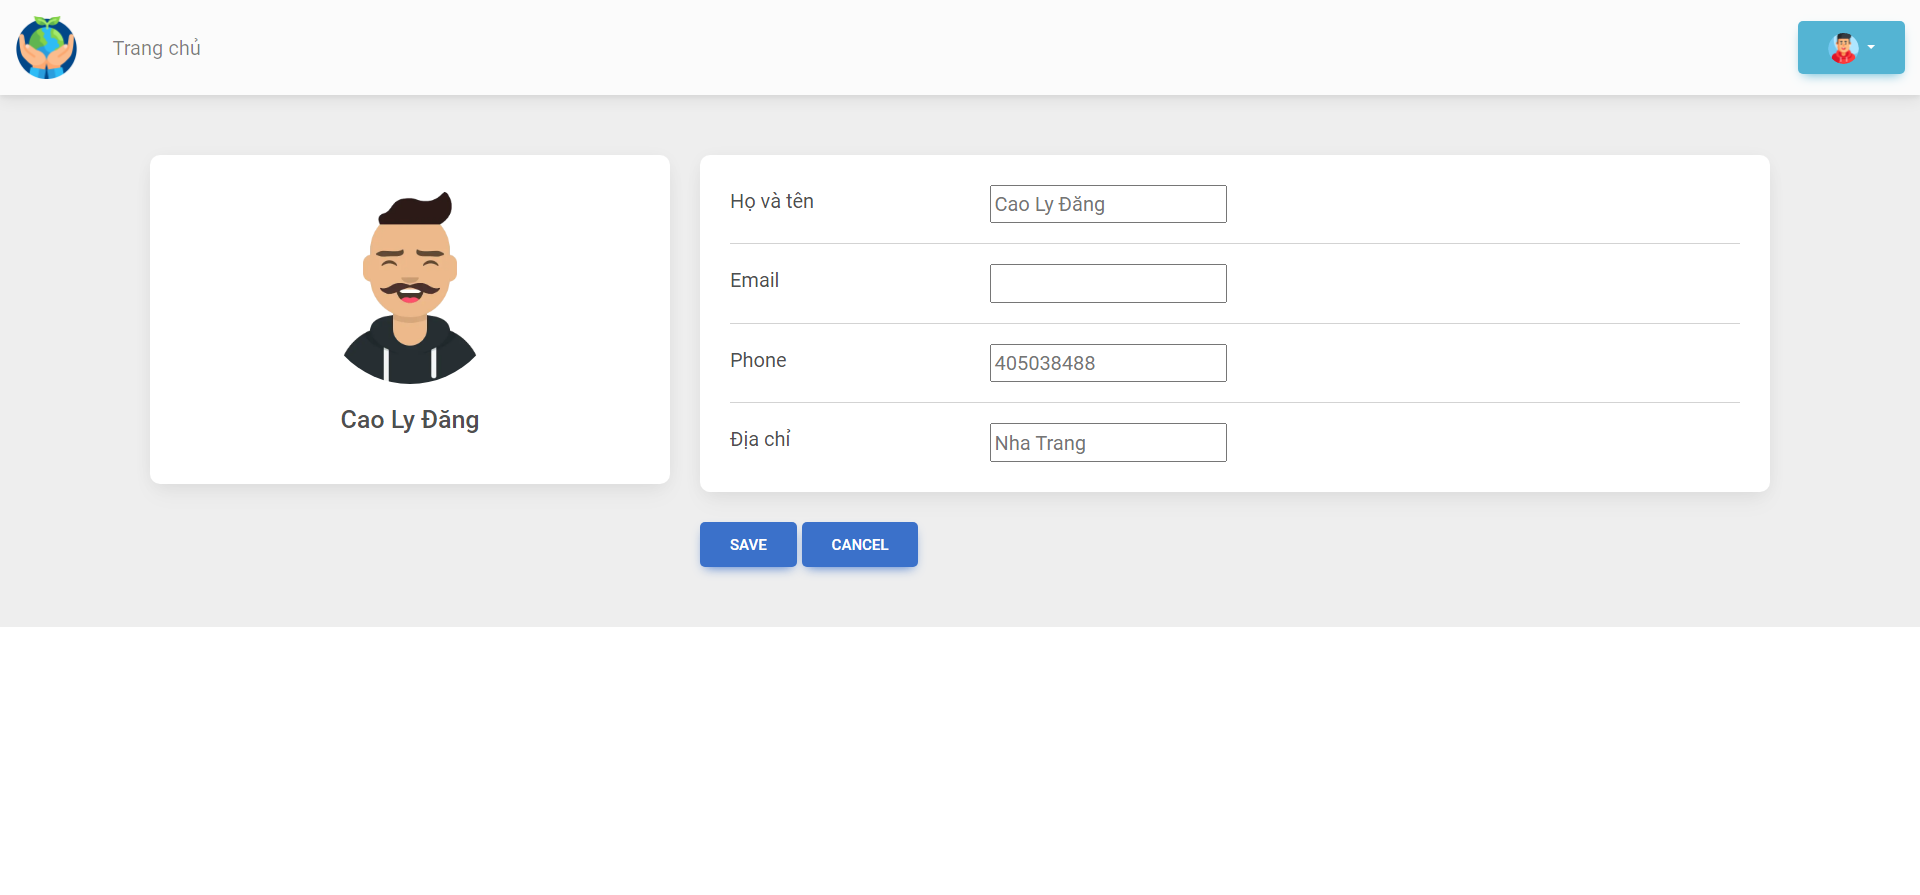 Trang chủ
Cao Ly Đăng
Họ và tên
Cao Ly Đăng
Email
Phone
405038488
Địa chỉ
Nha Trang
SAVE
CANCEL